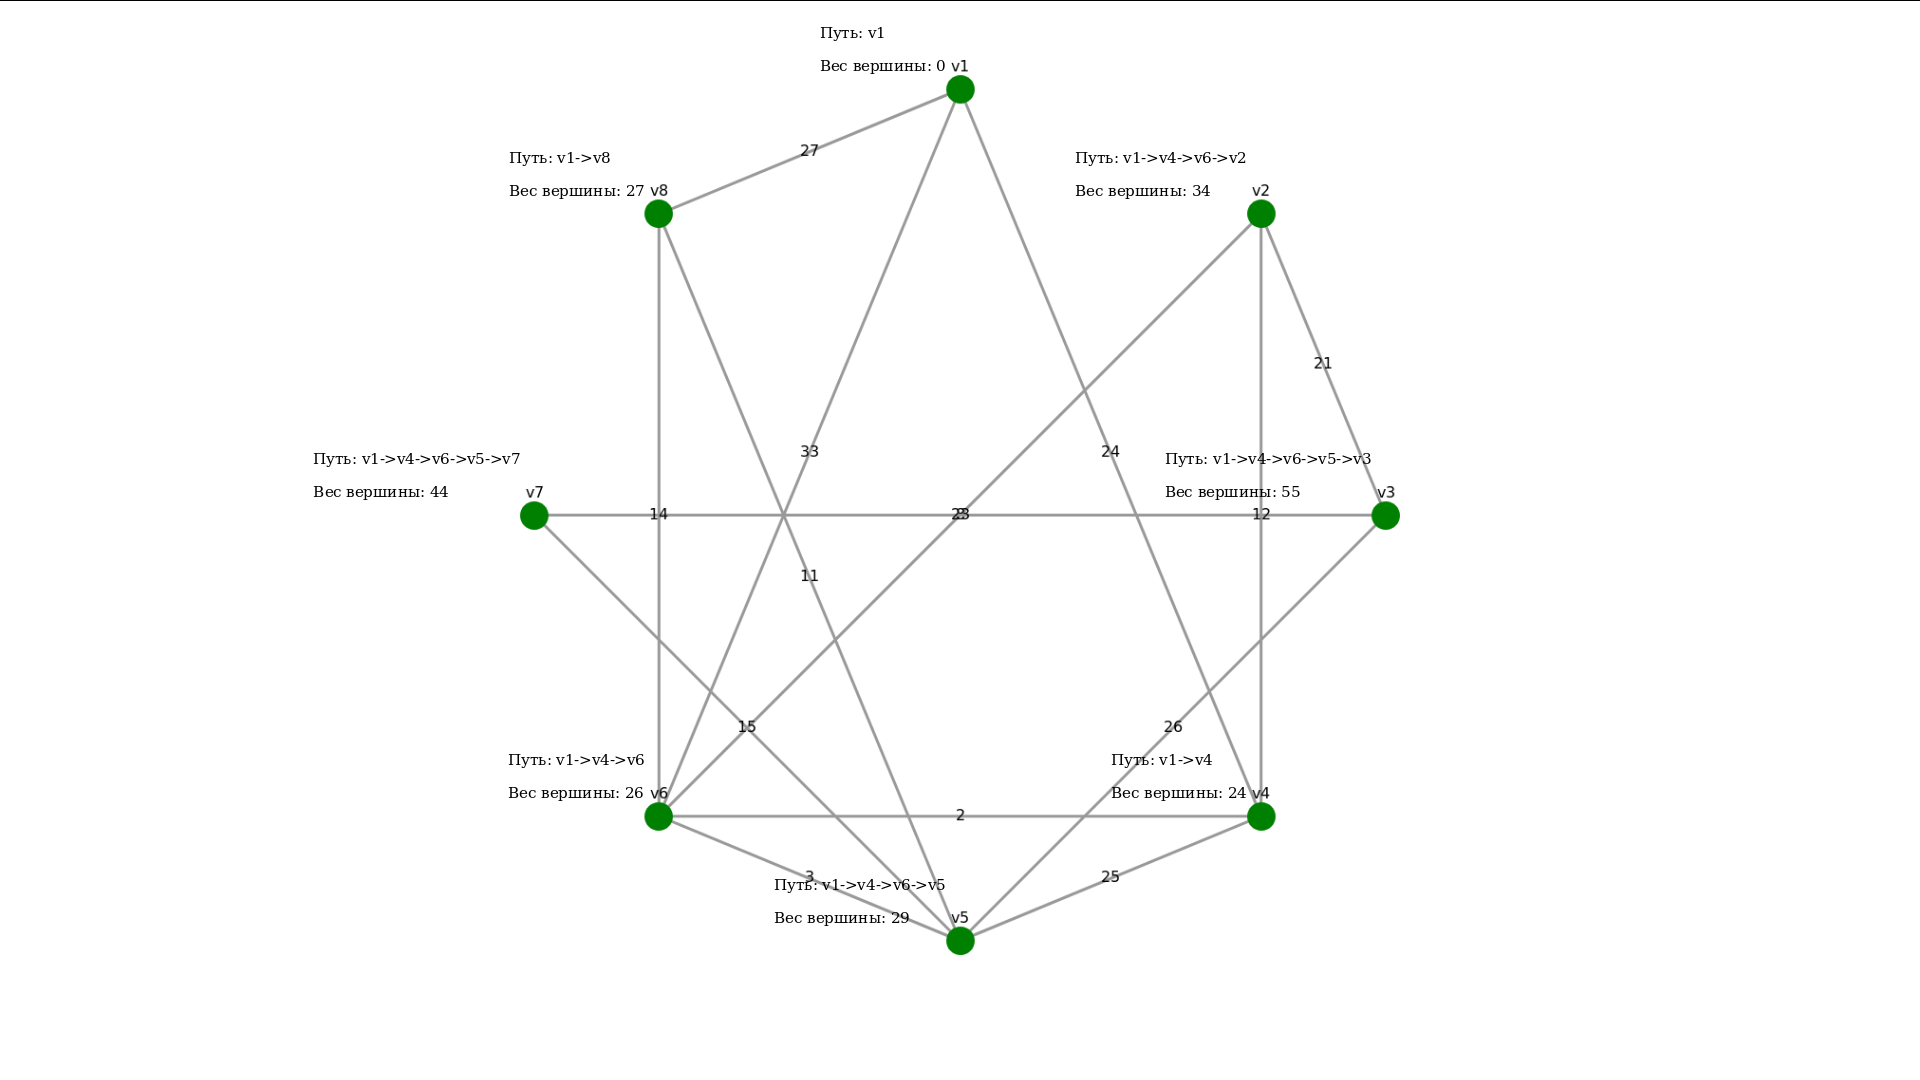 Путь: v1
Вес вершины: 0 v1
27
Путь: v1->v8
Вес вершины: 27 v8
Путь: v1->v4->v6->v2
Вес вершины: 34 v2
21
33
24
Путь: v1->v4->v6->v5->v7
Вес вершины: 44 v7
Путь: v1->v4->v6->v5->v3
Вес вершины: 55 v3
14
12
11
15
26
Путь: v1->v4->v6
Вес вершины: 26 v6
Путь: v1->v4
Вес вершины: 24 v4
2
3
25
Путь: v1->v4->v6->v5
Вес вершины: 29 v5